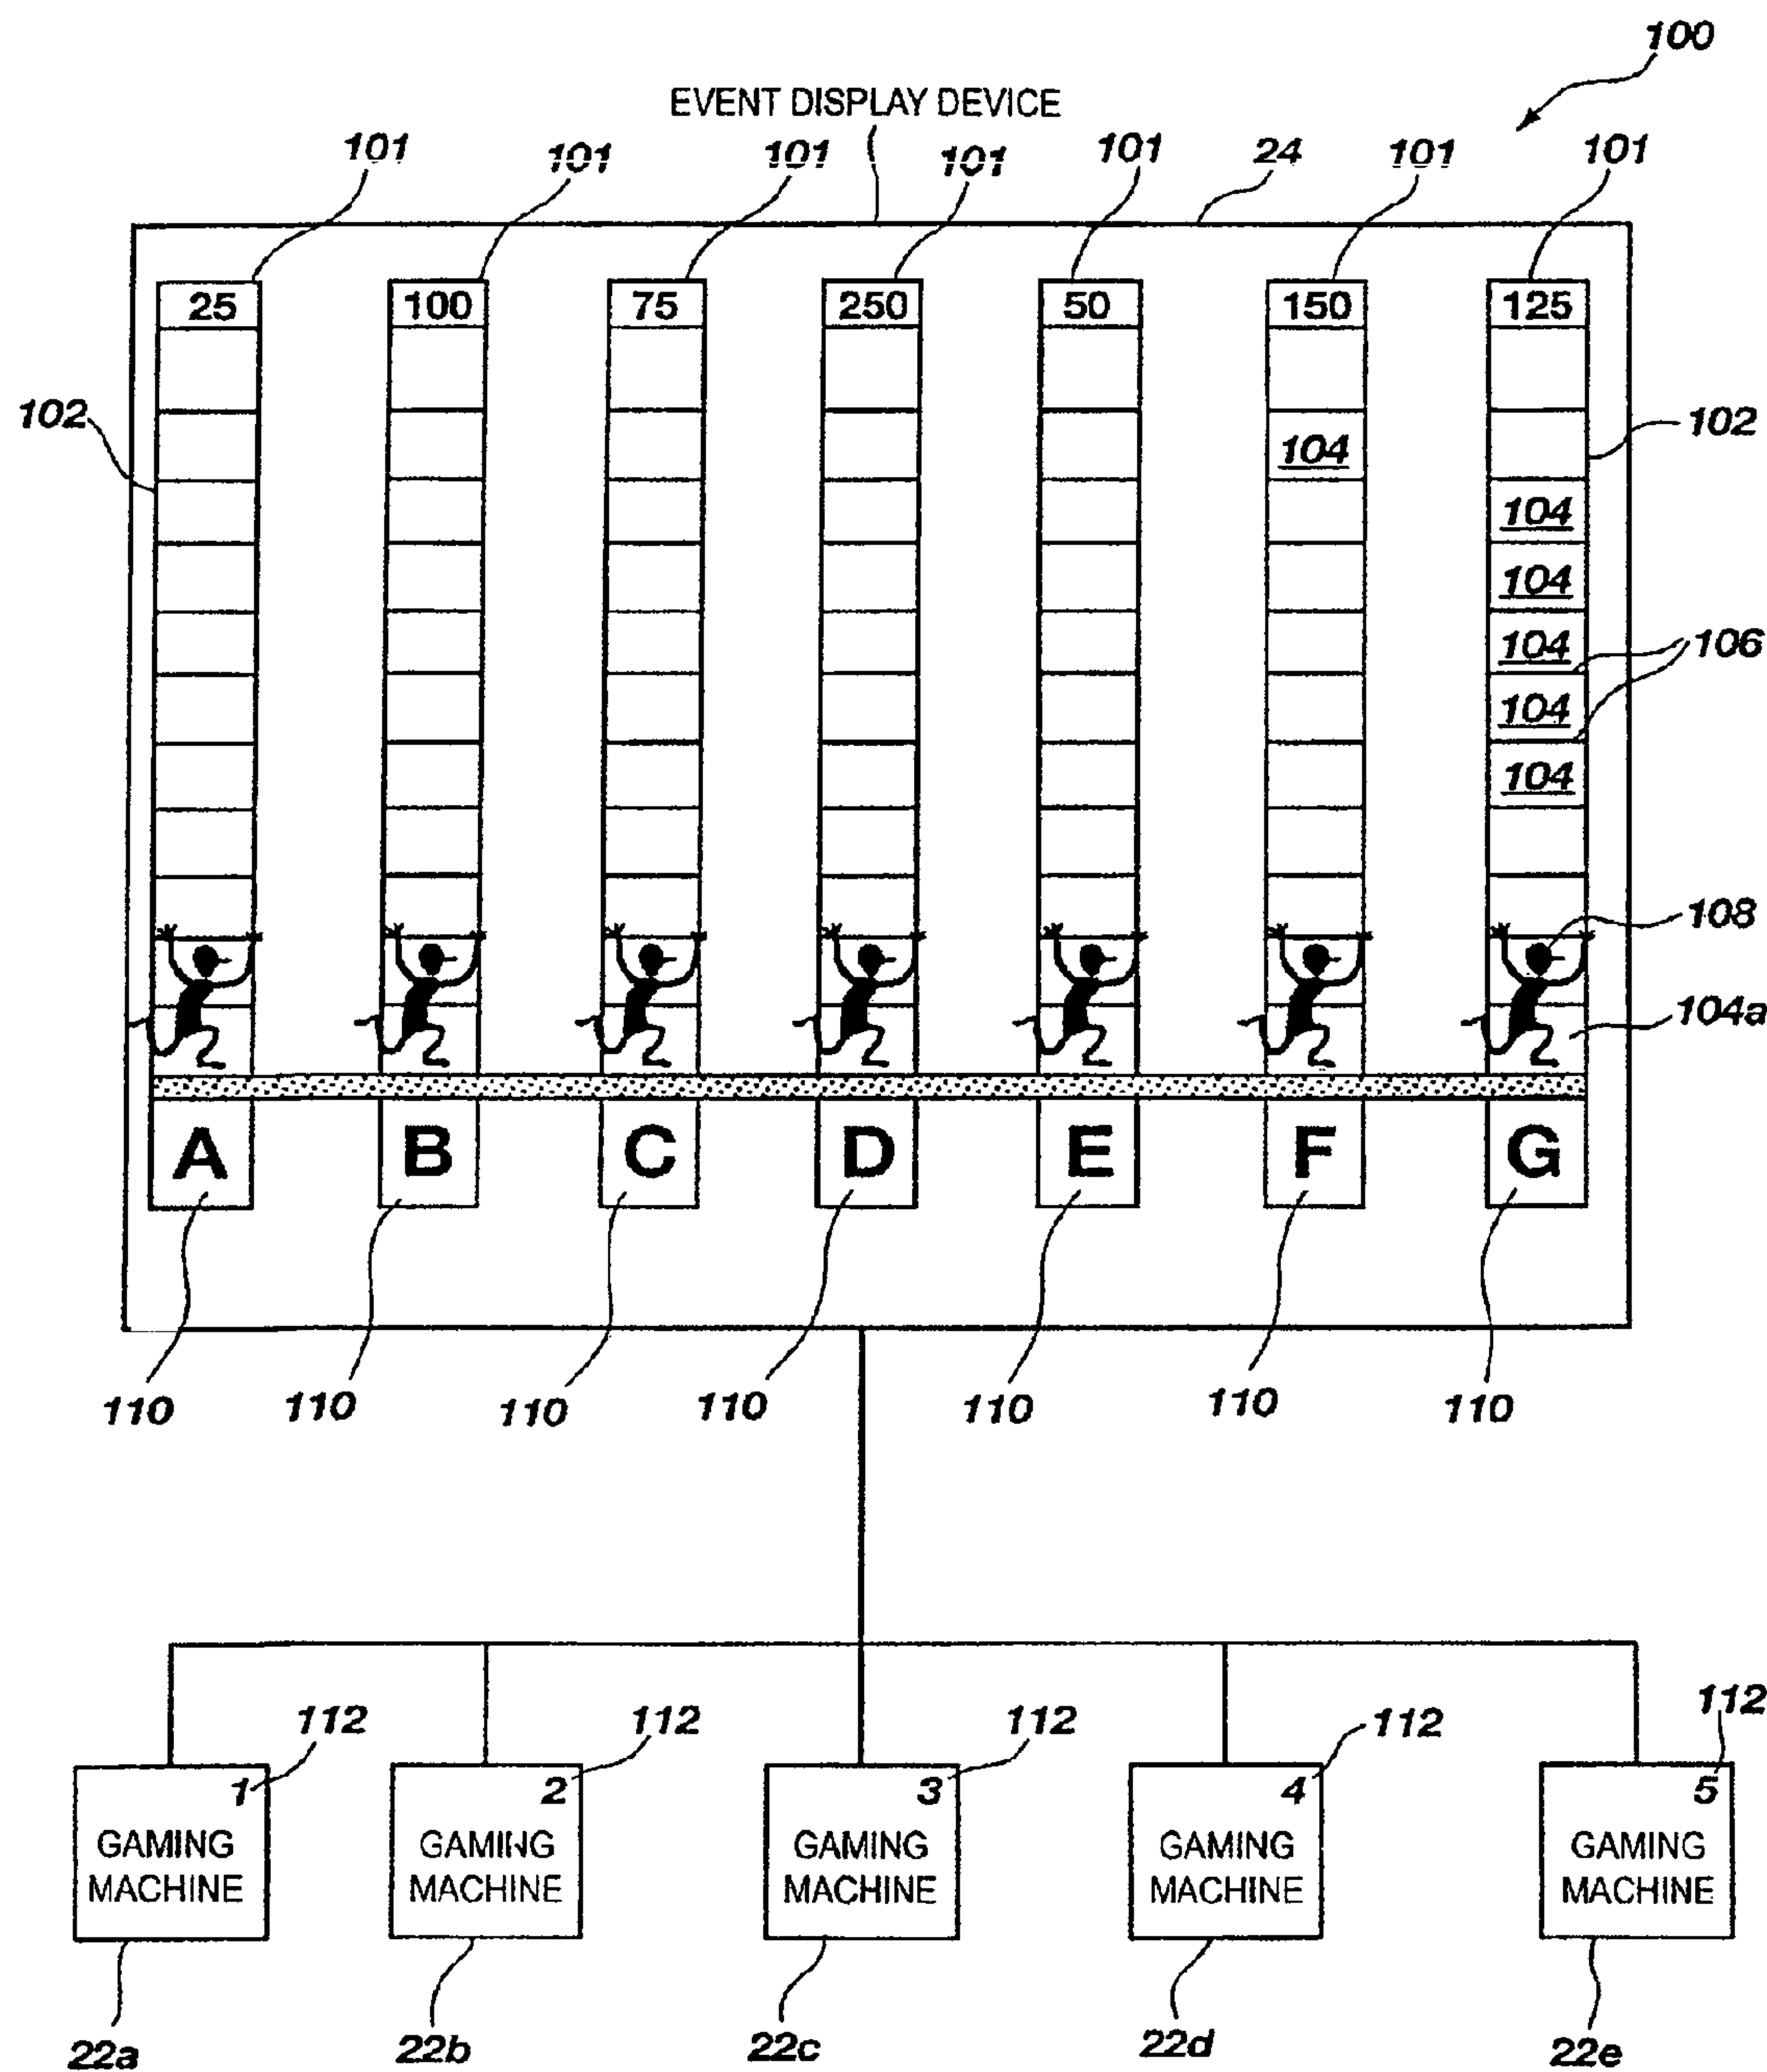 100
EVENT DISPLAY DEVICE
101 101 101 101 101 24 101 101
25 100 75 250 50 150 125
102 102
104
104
104
104
106
104
104
108
104a
A B C D E F G
110 110 110 110 110 110 110
112 112 112 112 112
1 2 3 4 5
GAMING GAMING GAMING GAMING GAMING
MACHINE MACHINE MACHINE MACHINE MACHINE
22a 22b 22c 22d 22e